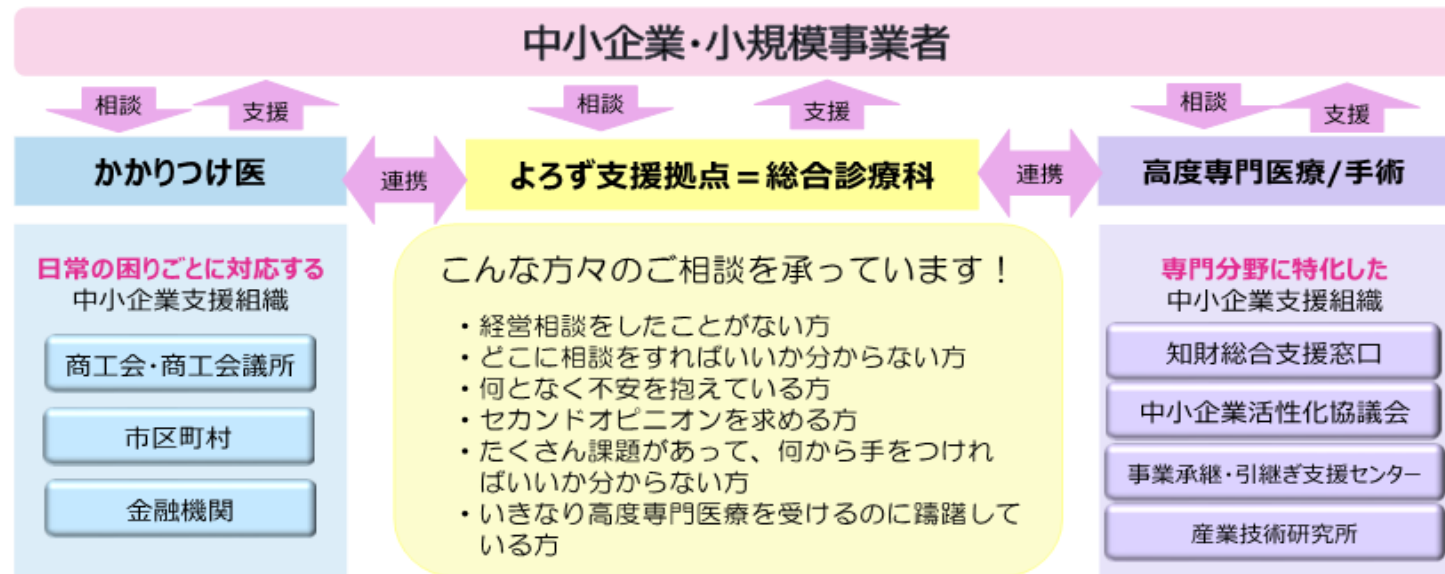 中小企業・小規模事業者
相談
支援
相談
支援
相談
支援
かかりつけ医
連携
よろず支援拠点＝総合診療科
連携
高度専門医療/手術
日常の困りごとに対応する
中小企業支援組織
商工会・商工会議所
市区町村
金融機関
こんな方々のご相談を承っています！
・経営相談をしたことがない方
・どこに相談をすればいいか分からない方
・何となく不安を抱えている方
・セカンドオピニオンを求める方
・たくさん課題があって、何から手をつけれ
ばいいか分からない方
・いきなり高度専門医療を受けるのに躊躇して
いる方
専門分野に特化した
中小企業支援組織
知財総合支援窓口
中小企業活性化協議会
事業承継・引継ぎ支援センター
産業技術研究所